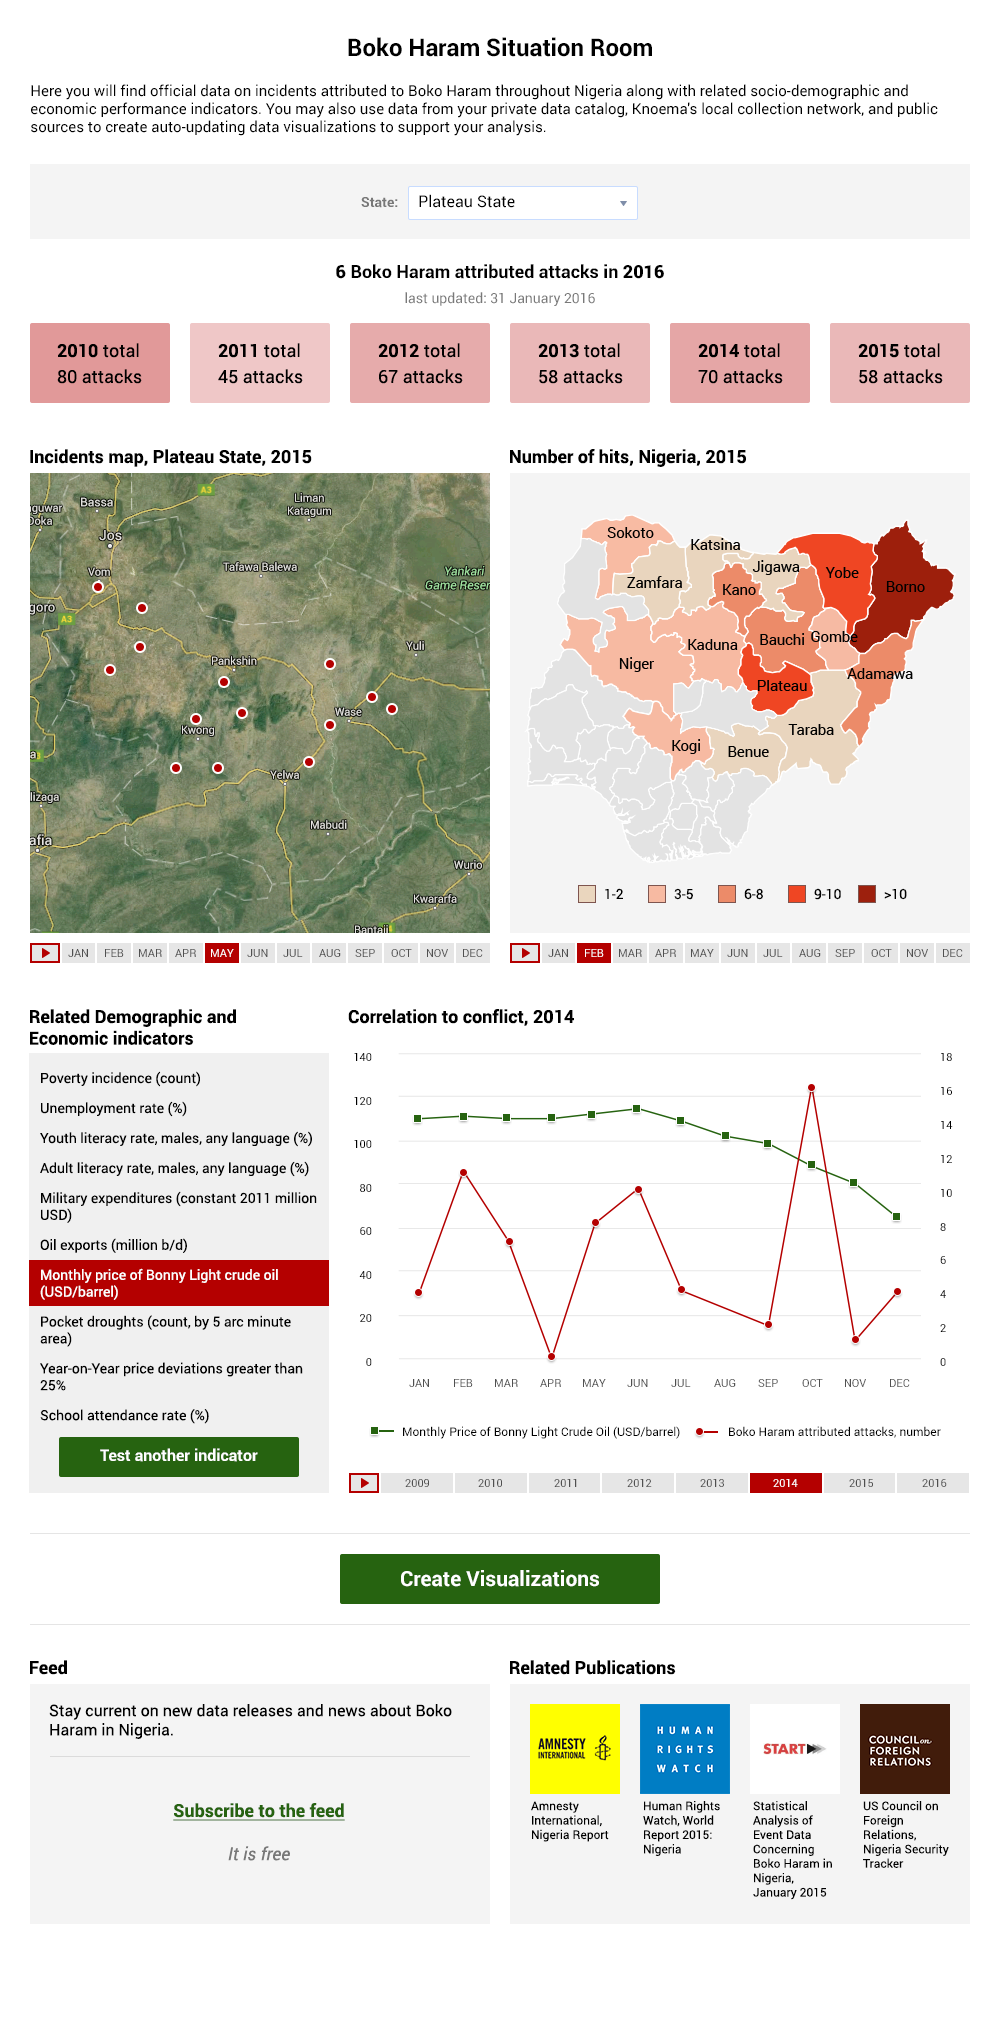 Boko Haram Situation Room
Here you will find official data on incidents attributed to Boko Haram throughout Nigeria along with related socio-demographic and
economic performance indicators. You may also use data from your private data catalog, Knoema's local collection network, and public
sources to create auto-updating data visualizations to support your analysis.
State: Plateau State
6 Boko Haram attributed attacks in 2016
last updated: 31 January 2016
2010 total
80 attacks
2011 total
45 attacks
2012 total
67 attacks
2013 total
58 attacks
2014 total
70 attacks
2015 total
58 attacks
Incidents map, Plateau State, 2015
A3
Bassa
Liman
Katagum
aguwar
Doka
Jos
Vom
Tafawa Balewa
Yankari
Game Reser
goro
A3
Yuli
Pankshin
Wase
Kwong
a
Yelwa
lizaga
Mabudi
afia
Wurio
Kwararfa
Bantaji
JAN FEB MAR APR MAY JUN JUL AUG SEP OCT NOV DEC
Number of hits, Nigeria, 2015
Sokoto
Katsina
Jigawa
Yobe
Zamfara
Kano
Borno
Bauchi
Gombe
Kaduna
Niger
Adamawa
Plateau
Taraba
Kogi
Benue
1-2 3-5 6-8 9-10 >10
JAN FEB MAR APR MAY JUN JUL AUG SEP OCT NOV DEC
Related Demographic and
Economic indicators
Poverty incidence (count)
Unemployment rate (%)
Youth literacy rate, males, any language (%)
Adult literacy rate, males, any language (%)
Military expenditures (constant 2011 million
USD)
Oil exports (million b/d)
Monthly price of Bonny Light crude oil
(USD/barrel)
Pocket droughts (count, by 5 arc minute
area)
Year-on-Year price deviations greater than
25%
School attendance rate (%)
Test another indicator
Correlation to conflict, 2014
140
120
100
80
60
40
20
0
18
16
14
12
10
8
6
4
2
0
JAN FEB MAR APR MAY JUN JUL AUG SEP OCT NOV DEC
Monthly Price of Bonny Light Crude Oil (USD/barrel) Boko Haram attributed attacks, number
2009 2010 2011 2012 2013 2014 2015 2016
Create Visualizations
Feed
Stay current on new data releases and news about Boko
Haram in Nigeria.
Subscribe to the feed
It is free
Related Publications
AMNESTY
INTERNATIONAL
Amnesty
International,
Nigeria Report
HUMAN
RIGHTS
WATCH
Human Rights
Watch, World
Report 2015:
Nigeria
START
Statistical
Analysis of
Event Data
Concerning
Boko Haram in
Nigeria,
January 2015
COUNCIL on
FOREIGN
RELATIONS
US Council on
Foreign
Relations,
Nigeria Security
Tracker